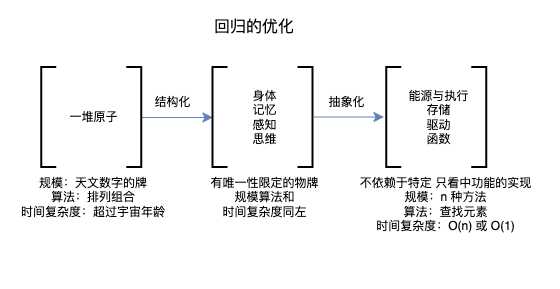 回归的优化
一堆原子
结构化
身体
记忆
感知
思维
抽象化
能源与执行
存储
驱动
函数
规模：天文数字的牌
算法：排列组合
时间复杂度：超过宇宙年龄
有唯一性限定的物牌
规模算法和
时间复杂度同左
不依赖于特定 只看中功能的实现
规模：n 种方法
算法：查找元素
时间复杂度：O(n) 或 O(1)